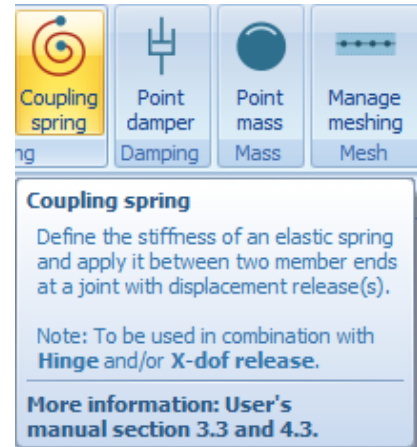 Coupling
spring
Point
damper
Point
mass
Manage
meshing
ng
Damping
Mass
Mesh
Coupling spring
Define the stiffness of an elastic spring
and apply it between two member ends
at a joint with displacement release(s).
Note: To be used in combination with
Hinge and/or X-dof release.
More information: User's
manual section 3.3 and 4.3.